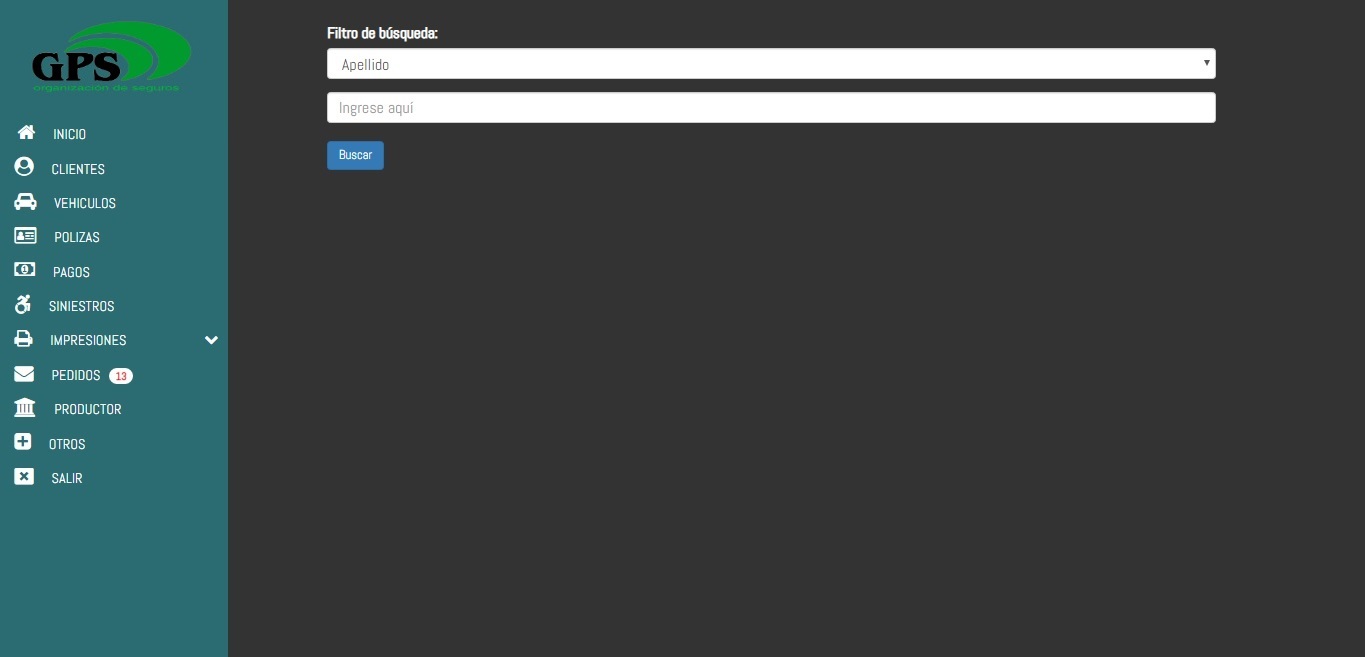 GPS
organización de seguros
INICIO
CLIENTES
VEHICULOS
POLIZAS
PAGOS
SINIESTROS
IMPRESIONES
PEDIDOS 13
PRODUCTOR
OTROS
SALIR
Filtro de búsqueda:
Apellido
Ingrese aquí
Buscar